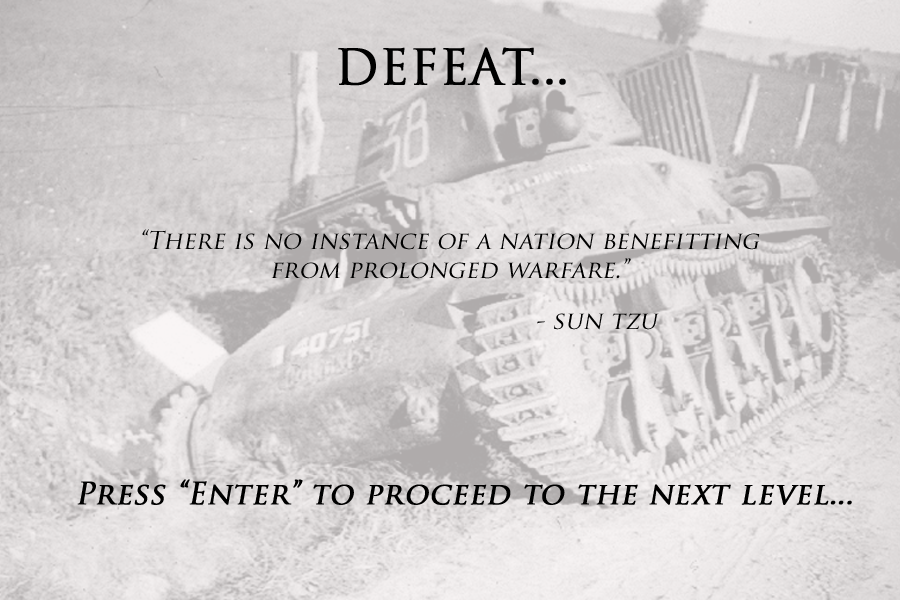 DEFEAT...
38
“There is no instance of a nation benefitting
from prolonged warfare.”
- sun tzu
40751
Press “Enter” to proceed to the next level...